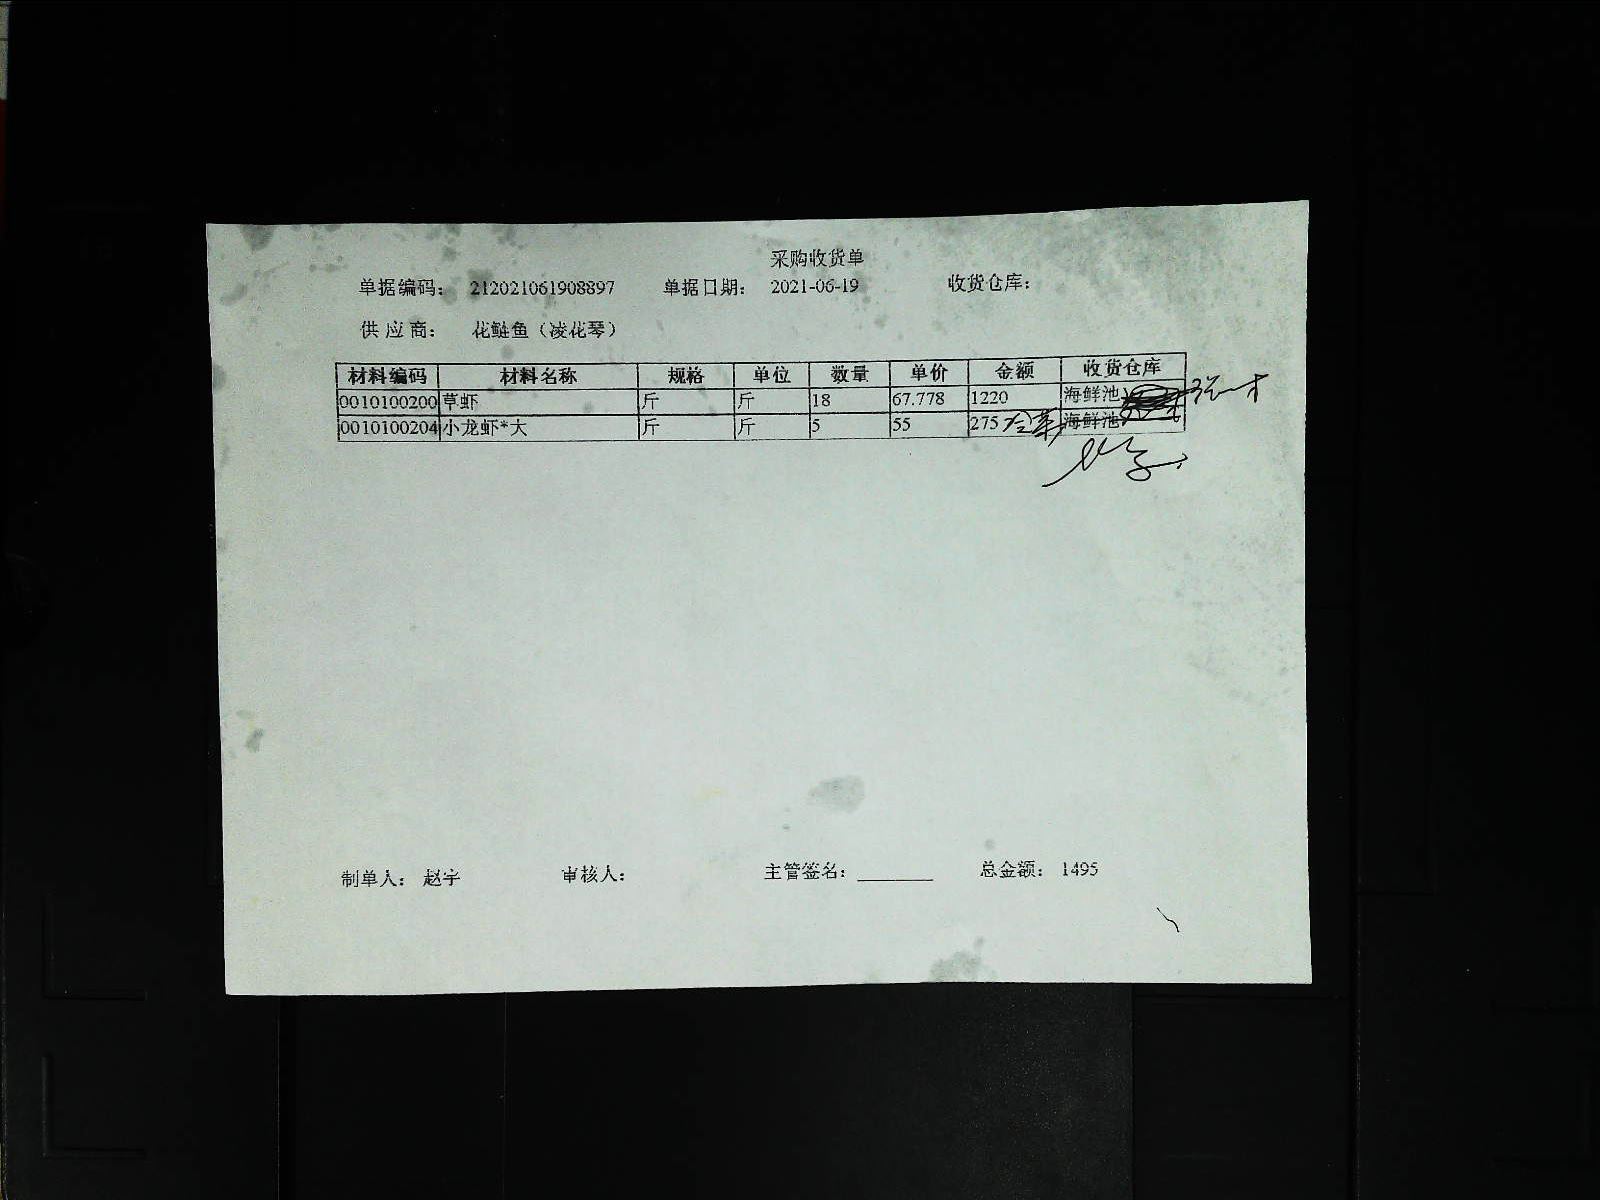 采购收货单
单据编码： 212021061908897 单据日期： 2021-06-19 收货仓库：
供 应 商： 花鲢鱼（凌花琴）
材料编码 材料名称 规格 单位 数量 单价 金额 收货仓库
0010100200 草虾 斤 斤 18 67.778 1220 海鲜池
0010100204 小龙虾*大 斤 斤 5 55 275 冷菜 海鲜池
制单人： 赵宇 审核人： 主管签名： 总金额： 1495